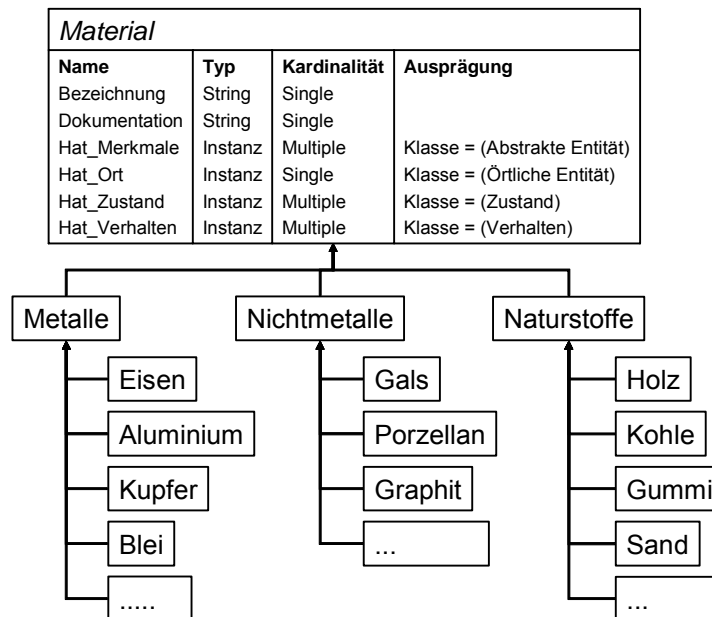 Material
Name Typ Kardinalität Ausprägung
Bezeichnung String Single
Dokumentation String Single
Hat_Merkmale Instanz Multiple Klasse = (Abstrakte Entität)
Hat_Ort Instanz Single Klasse = (Örtliche Entität)
Hat_Zustand Instanz Multiple Klasse = (Zustand)
Hat_Verhalten Instanz Multiple Klasse = (Verhalten)
Metalle Nichtmetalle Naturstoffe
Eisen Gals Holz
Aluminium Porzellan Kohle
Kupfer Graphit Gummi
Blei ... Sand
..... ...